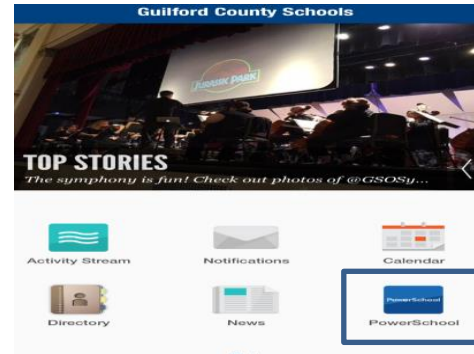 Guilford County Schools
JURASSIC PARK
TOP STORIES
The symphony is fun! Check out photos of @GSOSy...
Activity Stream
Notifications
Calendar
Directory
News
PowerSchool
PowerSchool